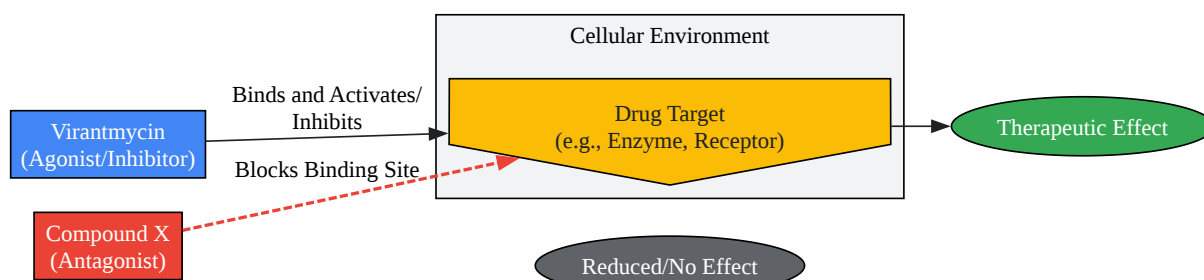 Cellular Environment
Binds and Activates/
Inhibits
Virantmycin
(Agonist/Inhibitor)
Drug Target
(e.g., Enzyme, Receptor)
Therapeutic Effect
Blocks Binding Site
Compound X
(Antagonist)
Reduced/No Effect